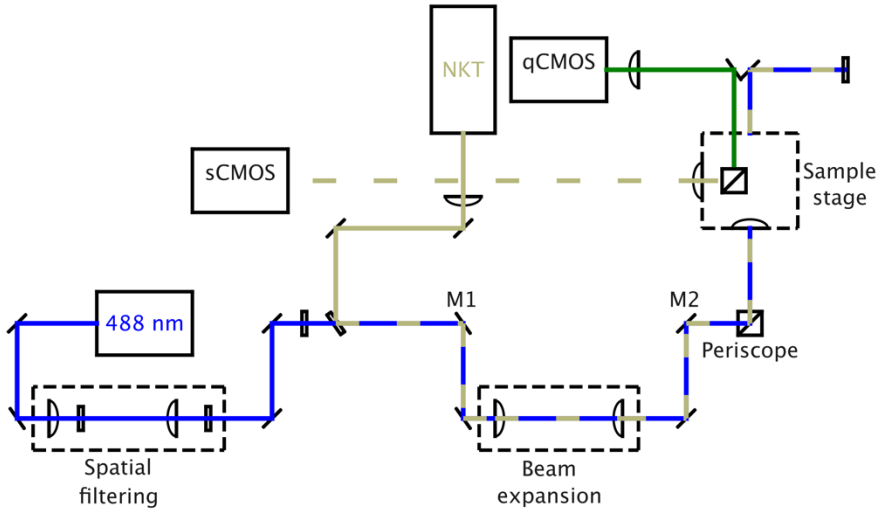 NKT
qCMOS
sCMOS
Sample
stage
M1
M2
488 nm
Periscope
Spatial
filtering
Beam
expansion